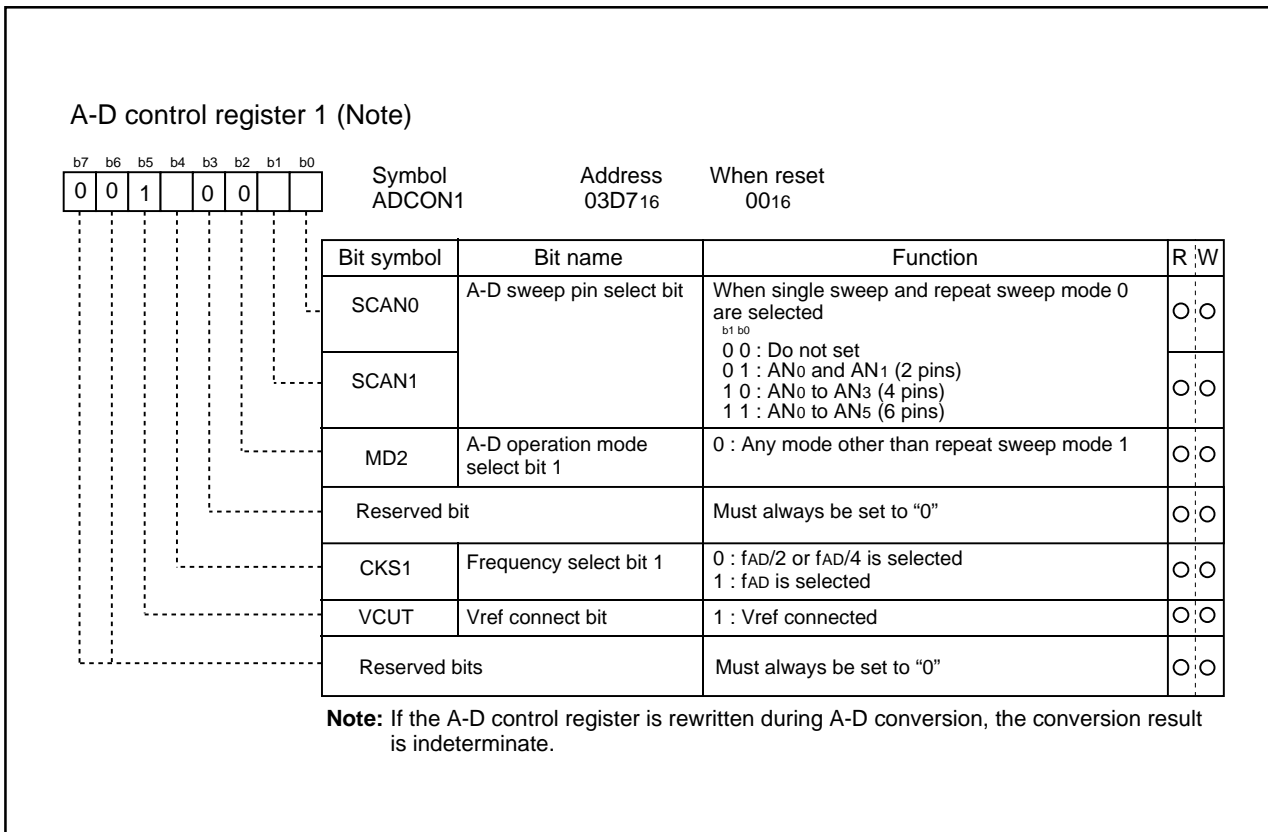 A-D control register 1 (Note)
b7 b6 b5 b4 b3 b2 b1 b0
0 0 1 0 0
Symbol Address When reset
ADCON1 03D716 0016
Bit symbol Bit name Function R W
SCAN0 A-D sweep pin select bit When single sweep and repeat sweep mode 0
are selected
b1 b0
0 0 : Do not set
SCAN1 0 1 : AN0 and AN1 (2 pins)
1 0 : AN0 to AN3 (4 pins)
1 1 : AN0 to AN5 (6 pins)
MD2 A-D operation mode
select bit 1 0 : Any mode other than repeat sweep mode 1
Reserved bit Must always be set to “0”
CKS1 Frequency select bit 1 0 : fAD/2 or fAD/4 is selected
1 : fAD is selected
VCUT Vref connect bit 1 : Vref connected
Reserved bits Must always be set to “0”
Note: If the A-D control register is rewritten during A-D conversion, the conversion result
is indeterminate.